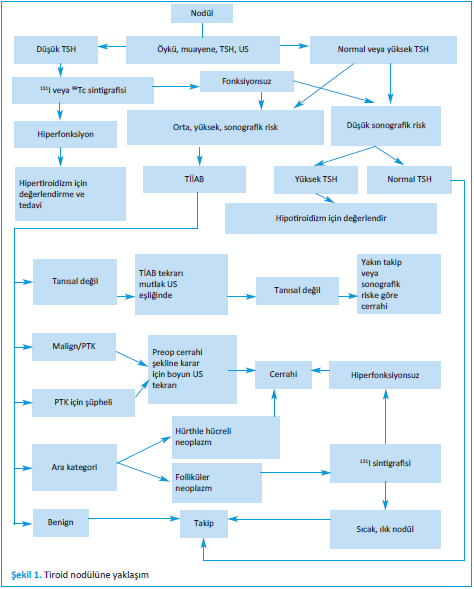 Nodül
Düşük TSH
Öykü, muayene, TSH, US
Normal veya yüksek TSH
¹³¹I veya ⁹⁹Tc sintigrafisi
Fonksiyonsuz
Hiperfonksiyon
Orta, yüksek, sonografik risk
Düşük sonografik risk
Hipertiroidizm için
değerlendirme ve
tedavi
TİİAB
Yüksek TSH
Normal TSH
Hipotiroidizm için değerlendir
Tanısal değil
TİAB tekrarı
mutlak US
eşliğinde
Tanısal değil
Yakın takip
veya
sonografik
riske göre
cerrahi
Malign/PTK
Preop cerrahi
şekline karar
için boyun US
tekrarı
Cerrahi
Hiperfonksiyonsuz
PTK için şüpheli
Hürthle hücreli
neoplazm
Ara kategori
Folliküler
neoplazm
¹³¹I sintigrafisi
Benign
Takip
Sıcak, ılık nodül
Şekil 1. Tiroid nodülüne yaklaşım